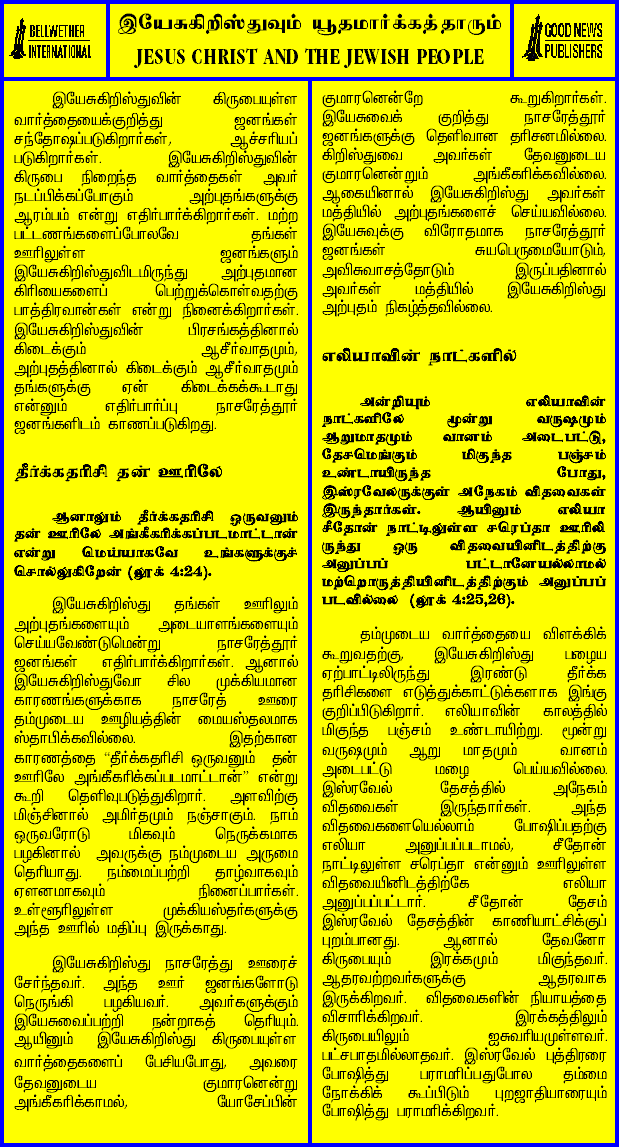 BELLWETHER
INTERNATIONAL
இயேசுகிறிஸ்துவும் யூதமார்க்கத்தாரும்
JESUS CHRIST AND THE JEWISH PEOPLE
GOOD NEWS
PUBLISHERS
இயேசுகிறிஸ்துவின் கிருபையுள்ள
வார்த்தையைக்குறித்து ஜனங்கள்
சந்தோஷப்படுகிறார்கள், ஆச்சரியப்
படுகிறார்கள். இயேசுகிறிஸ்துவின்
கிருபை நிறைந்த வார்த்தைகள் அவர்
நடப்பிக்கப்போகும் அற்புதங்களுக்கு
ஆரம்பம் என்று எதிர்பார்க்கிறார்கள். மற்ற
பட்டணங்களைப்போலவே தங்கள்
ஊரிலுள்ள ஜனங்களும்
இயேசுகிறிஸ்துவிடமிருந்து அற்புதமான
கிரியைகளைப் பெற்றுக்கொள்வதற்கு
பாத்திரவான்கள் என்று நினைக்கிறார்கள்.
இயேசுகிறிஸ்துவின் பிரசங்கத்தினால்
கிடைக்கும் ஆசீர்வாதமும்,
அற்புதத்தினால் கிடைக்கும் ஆசீர்வாதமும்
தங்களுக்கு ஏன் கிடைக்கக்கூடாது
என்னும் எதிர்பார்ப்பு நாசரேத்தூர்
ஜனங்களிடம் காணப்படுகிறது.
தீர்க்கதரிசி தன் ஊரிலே
ஆனாலும் தீர்க்கதரிசி ஒருவனும்
தன் ஊரிலே அங்கீகரிக்கப்படமாட்டான்
என்று மெய்யாகவே உங்களுக்குச்
சொல்லுகிறேன் (லூக் 4:24).
இயேசுகிறிஸ்து தங்கள் ஊரிலும்
அற்புதங்களையும் அடையாளங்களையும்
செய்யவேண்டுமென்று நாசரேத்தூர்
ஜனங்கள் எதிர்பார்க்கிறார்கள். ஆனால்
இயேசுகிறிஸ்துவோ சில முக்கியமான
காரணங்களுக்காக நாசரேத் ஊரை
தம்முடைய ஊழியத்தின் மையஸ்தலமாக
ஸ்தாபிக்கவில்லை. இதற்கான
காரணத்தை "தீர்க்கதரிசி ஒருவனும் தன்
ஊரிலே அங்கீகரிக்கப்படமாட்டான்" என்று
கூறி தெளிவுபடுத்துகிறார். அளவிற்கு
மிஞ்சினால் அமிர்தமும் நஞ்சாகும். நாம்
ஒருவரோடு மிகவும் நெருக்கமாக
பழகினால் அவருக்கு நம்முடைய அருமை
தெரியாது. நம்மைப்பற்றி தாழ்வாகவும்
ஏளனமாகவும் நினைப்பார்கள்.
உள்ளூரிலுள்ள முக்கியஸ்தர்களுக்கு
அந்த ஊரில் மதிப்பு இருக்காது.
இயேசுகிறிஸ்து நாசரேத்து ஊரைச்
சேர்ந்தவர். அந்த ஊர் ஜனங்களோடு
நெருங்கி பழகியவர். அவர்களுக்கும்
இயேசுவைப்பற்றி நன்றாகத் தெரியும்.
ஆயினும் இயேசுகிறிஸ்து கிருபையுள்ள
வார்த்தைகளைப் பேசியபோது, அவரை
தேவனுடைய குமாரனென்று
அங்கீகரிக்காமல், யோசேப்பின்
குமாரனென்றே கூறுகிறார்கள்.
இயேசுவைக் குறித்து நாசரேத்தூர்
ஜனங்களுக்கு தெளிவான தரிசனமில்லை.
கிறிஸ்துவை அவர்கள் தேவனுடைய
குமாரனென்றும் அங்கீகரிக்கவில்லை.
ஆகையினால் இயேசுகிறிஸ்து அவர்கள்
மத்தியில் அற்புதங்களைச் செய்யவில்லை.
இயேசுவுக்கு விரோதமாக நாசரேத்தூர்
ஜனங்கள் சுயபெருமையோடும்,
அவிசுவாசத்தோடும் இருப்பதினால்
அவர்கள் மத்தியில் இயேசுகிறிஸ்து
அற்புதம் நிகழ்த்தவில்லை.
எலியாவின் நாட்களில்
அன்றியும் எலியாவின்
நாட்களிலே மூன்று வருஷமும்
ஆறுமாதமும் வானம் அடைபட்டு,
தேசமெங்கும் மிகுந்த பஞ்சம்
உண்டாயிருந்த போது,
இஸ்ரவேலருக்குள் அநேகம் விதவைகள்
இருந்தார்கள். ஆயினும் எலியா
சீதோன் நாட்டிலுள்ள சரெப்தா ஊரிலி
ருந்து ஒரு விதவையினிடத்திற்கு
அனுப்பப் பட்டானேயல்லாமல்
மற்றொருத்தியினிடத்திற்கும் அனுப்பப்
படவில்லை (லூக் 4:25,26).
தம்முடைய வார்த்தையை விளக்கிக்
கூறுவதற்கு, இயேசுகிறிஸ்து பழைய
ஏற்பாட்டிலிருந்து இரண்டு தீர்க்க
தரிசிகளை எடுத்துக்காட்டுக்களாக இங்கு
குறிப்பிடுகிறார். எலியாவின் காலத்தில்
மிகுந்த பஞ்சம் உண்டாயிற்று. மூன்று
வருஷமும் ஆறு மாதமும் வானம்
அடைபட்டு மழை பெய்யவில்லை.
இஸ்ரவேல் தேசத்தில் அநேகம்
விதவைகள் இருந்தார்கள். அந்த
விதவைகளையெல்லாம் போஷிப்பதற்கு
எலியா அனுப்பப்படாமல், சீதோன்
நாட்டிலுள்ள சரெப்தா என்னும் ஊரிலுள்ள
விதவையினிடத்திற்கே எலியா
அனுப்பப்பட்டார். சீதோன் தேசம்
இஸ்ரவேல் தேசத்தின் காணியாட்சிக்குப்
புறம்பானது. ஆனால் தேவனோ
கிருபையும் இரக்கமும் மிகுந்தவர்.
ஆதரவற்றவர்களுக்கு ஆதரவாக
இருக்கிறவர். விதவைகளின் நியாயத்தை
விசாரிக்கிறவர். இரக்கத்திலும்
கிருபையிலும் ஐசுவரியமுள்ளவர்.
பட்சபாதமில்லாதவர். இஸ்ரவேல் புத்திரரை
போஷித்து பராமரிப்பதுபோல தம்மை
நோக்கிக் கூப்பிடும் புறஜாதியாரையும்
போஷித்து பராமரிக்கிறவர்.